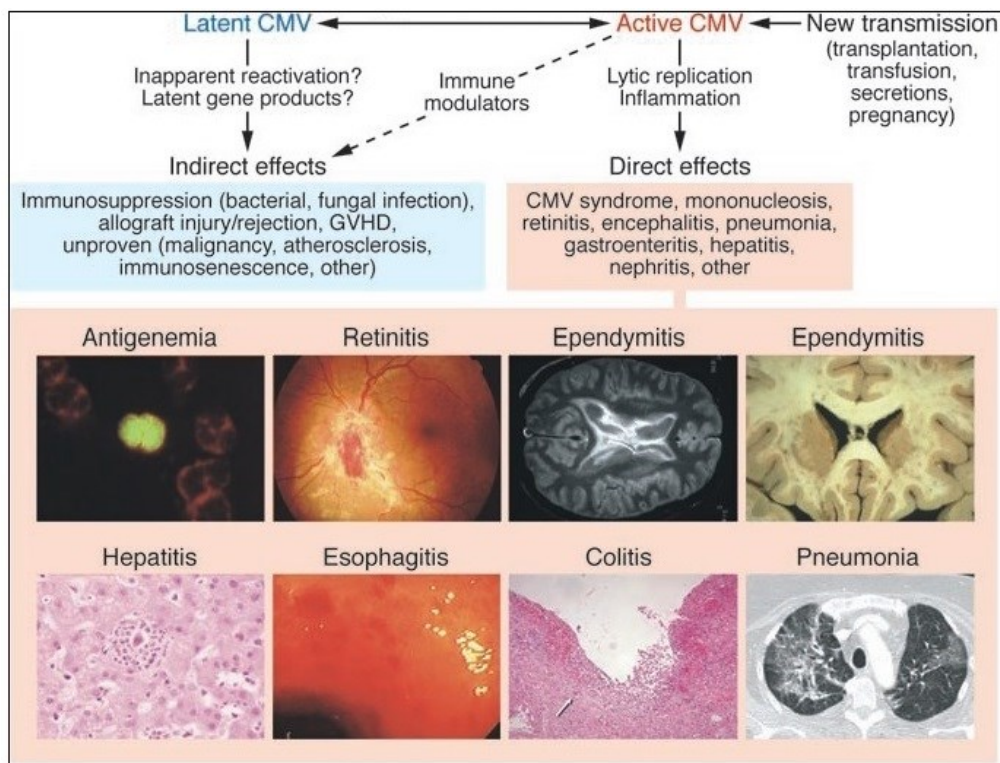 Latent CMV
Active CMV
New transmission
(transplantation,
transfusion,
secretions,
pregnancy)
Inapparent reactivation?
Latent gene products?
Immune
modulators
Lytic replication
Inflammation
Indirect effects
Direct effects
Immunosuppression (bacterial, fungal infection),
allograft injury/rejection, GVHD,
unproven (malignancy, atherosclerosis,
immunosenescence, other)
CMV syndrome, mononucleosis,
retinitis, encephalitis, pneumonia,
gastroenteritis, hepatitis,
nephritis, other
Antigenemia
Retinitis
Ependymitis
Ependymitis
Hepatitis
Esophagitis
Colitis
Pneumonia